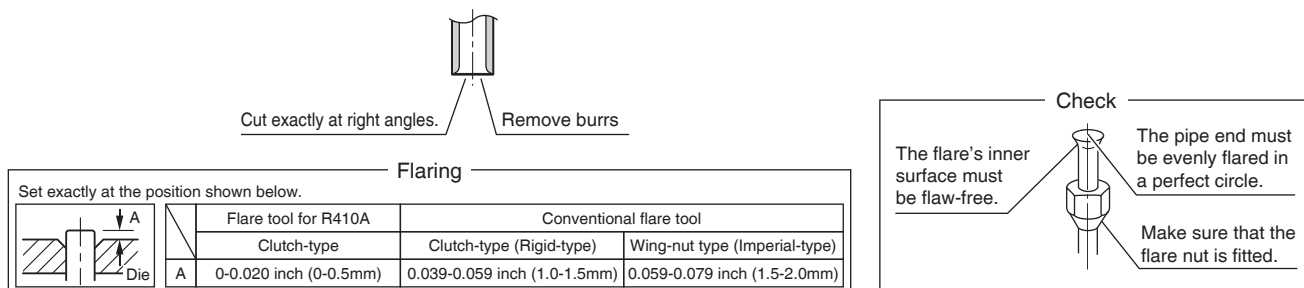 Cut exactly at right angles.
Remove burrs
Flaring
Set exactly at the position shown below.
A
Die
Flare tool for R410A
Conventional flare tool
Clutch-type
Clutch-type (Rigid-type)
Wing-nut type (Imperial-type)
A
0-0.020 inch (0-0.5mm)
0.039-0.059 inch (1.0-1.5mm)
0.059-0.079 inch (1.5-2.0mm)
Check
The flare's inner
surface must
be flaw-free.
The pipe end must
be evenly flared in
a perfect circle.
Make sure that the
flare nut is fitted.